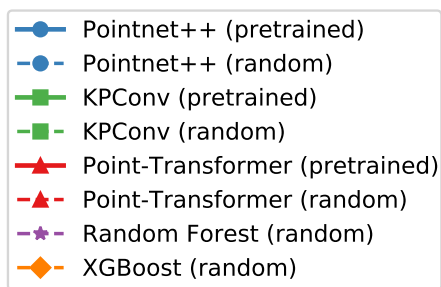 Pointnet++ (pretrained)
Pointnet++ (random)
KPConv (pretrained)
KPConv (random)
Point-Transformer (pretrained)
Point-Transformer (random)
Random Forest (random)
XGBoost (random)